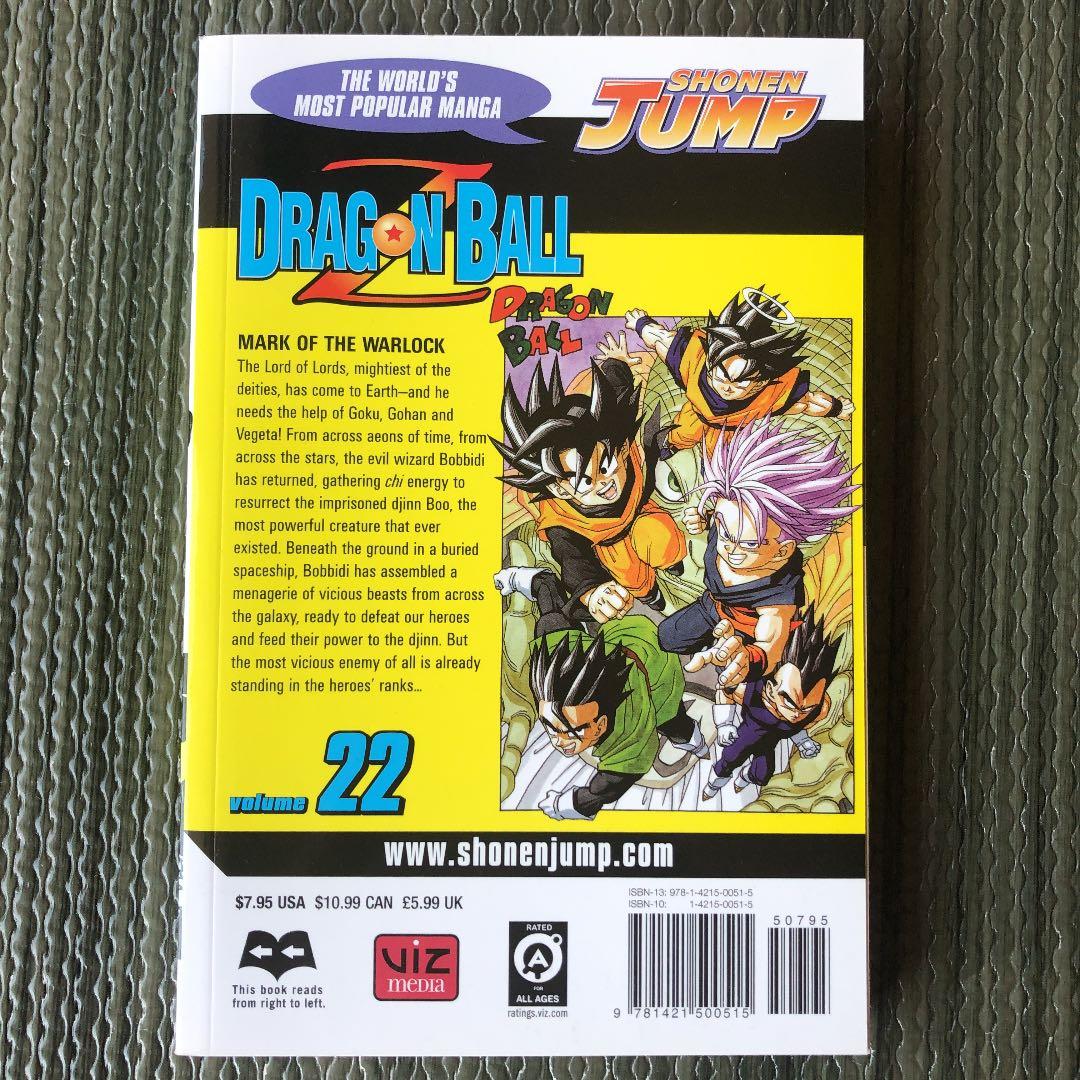 THE WORLD'S
MOST POPULAR MANGA
SHONEN
JUMP
DRAGON BALL
Z
DRAGON
BALL
MARK OF THE WARLOCK
The Lord of Lords, mightiest of the
deities, has come to Earth—and he
needs the help of Goku, Gohan and
Vegeta! From across aeons of time, from
across the stars, the evil wizard Bobbidi
has returned, gathering chi energy to
resurrect the imprisoned djinn Boo, the
most powerful creature that ever
existed. Beneath the ground in a buried
spaceship, Bobbidi has assembled a
menagerie of vicious beasts from across
the galaxy, ready to defeat our heroes
and feed their power to the djinn. But
the most vicious enemy of all is already
standing in the heroes' ranks...
volume 22
www.shonenjump.com
$7.95 USA $10.99 CAN £5.99 UK
This book reads
from right to left.
VIZ
MEDIA
RATED
A
FOR
ALL AGES
ratings.viz.com
ISBN-13: 978-1-4215-0051-5
ISBN-10: 1-4215-0051-5
50795
9 781421 500515